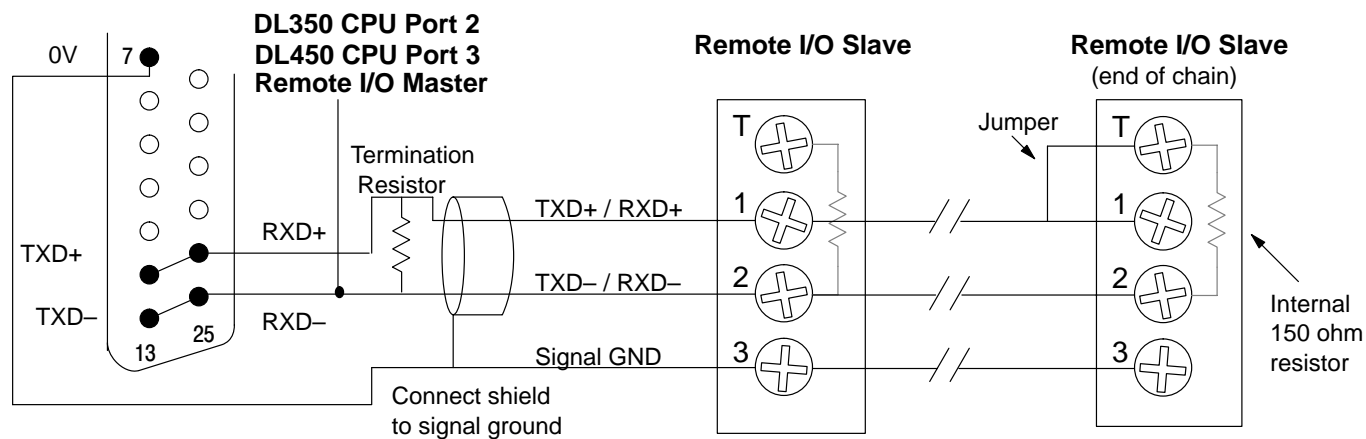 DL350 CPU Port 2
DL450 CPU Port 3
Remote I/O Master
0V
7
TXD+
TXD–
13
25
RXD+
RXD–
Termination
Resistor
TXD+ / RXD+
TXD– / RXD–
Signal GND
Connect shield
to signal ground
Remote I/O Slave
T
1
2
3
Jumper
Remote I/O Slave
(end of chain)
T
1
2
3
Internal
150 ohm
resistor